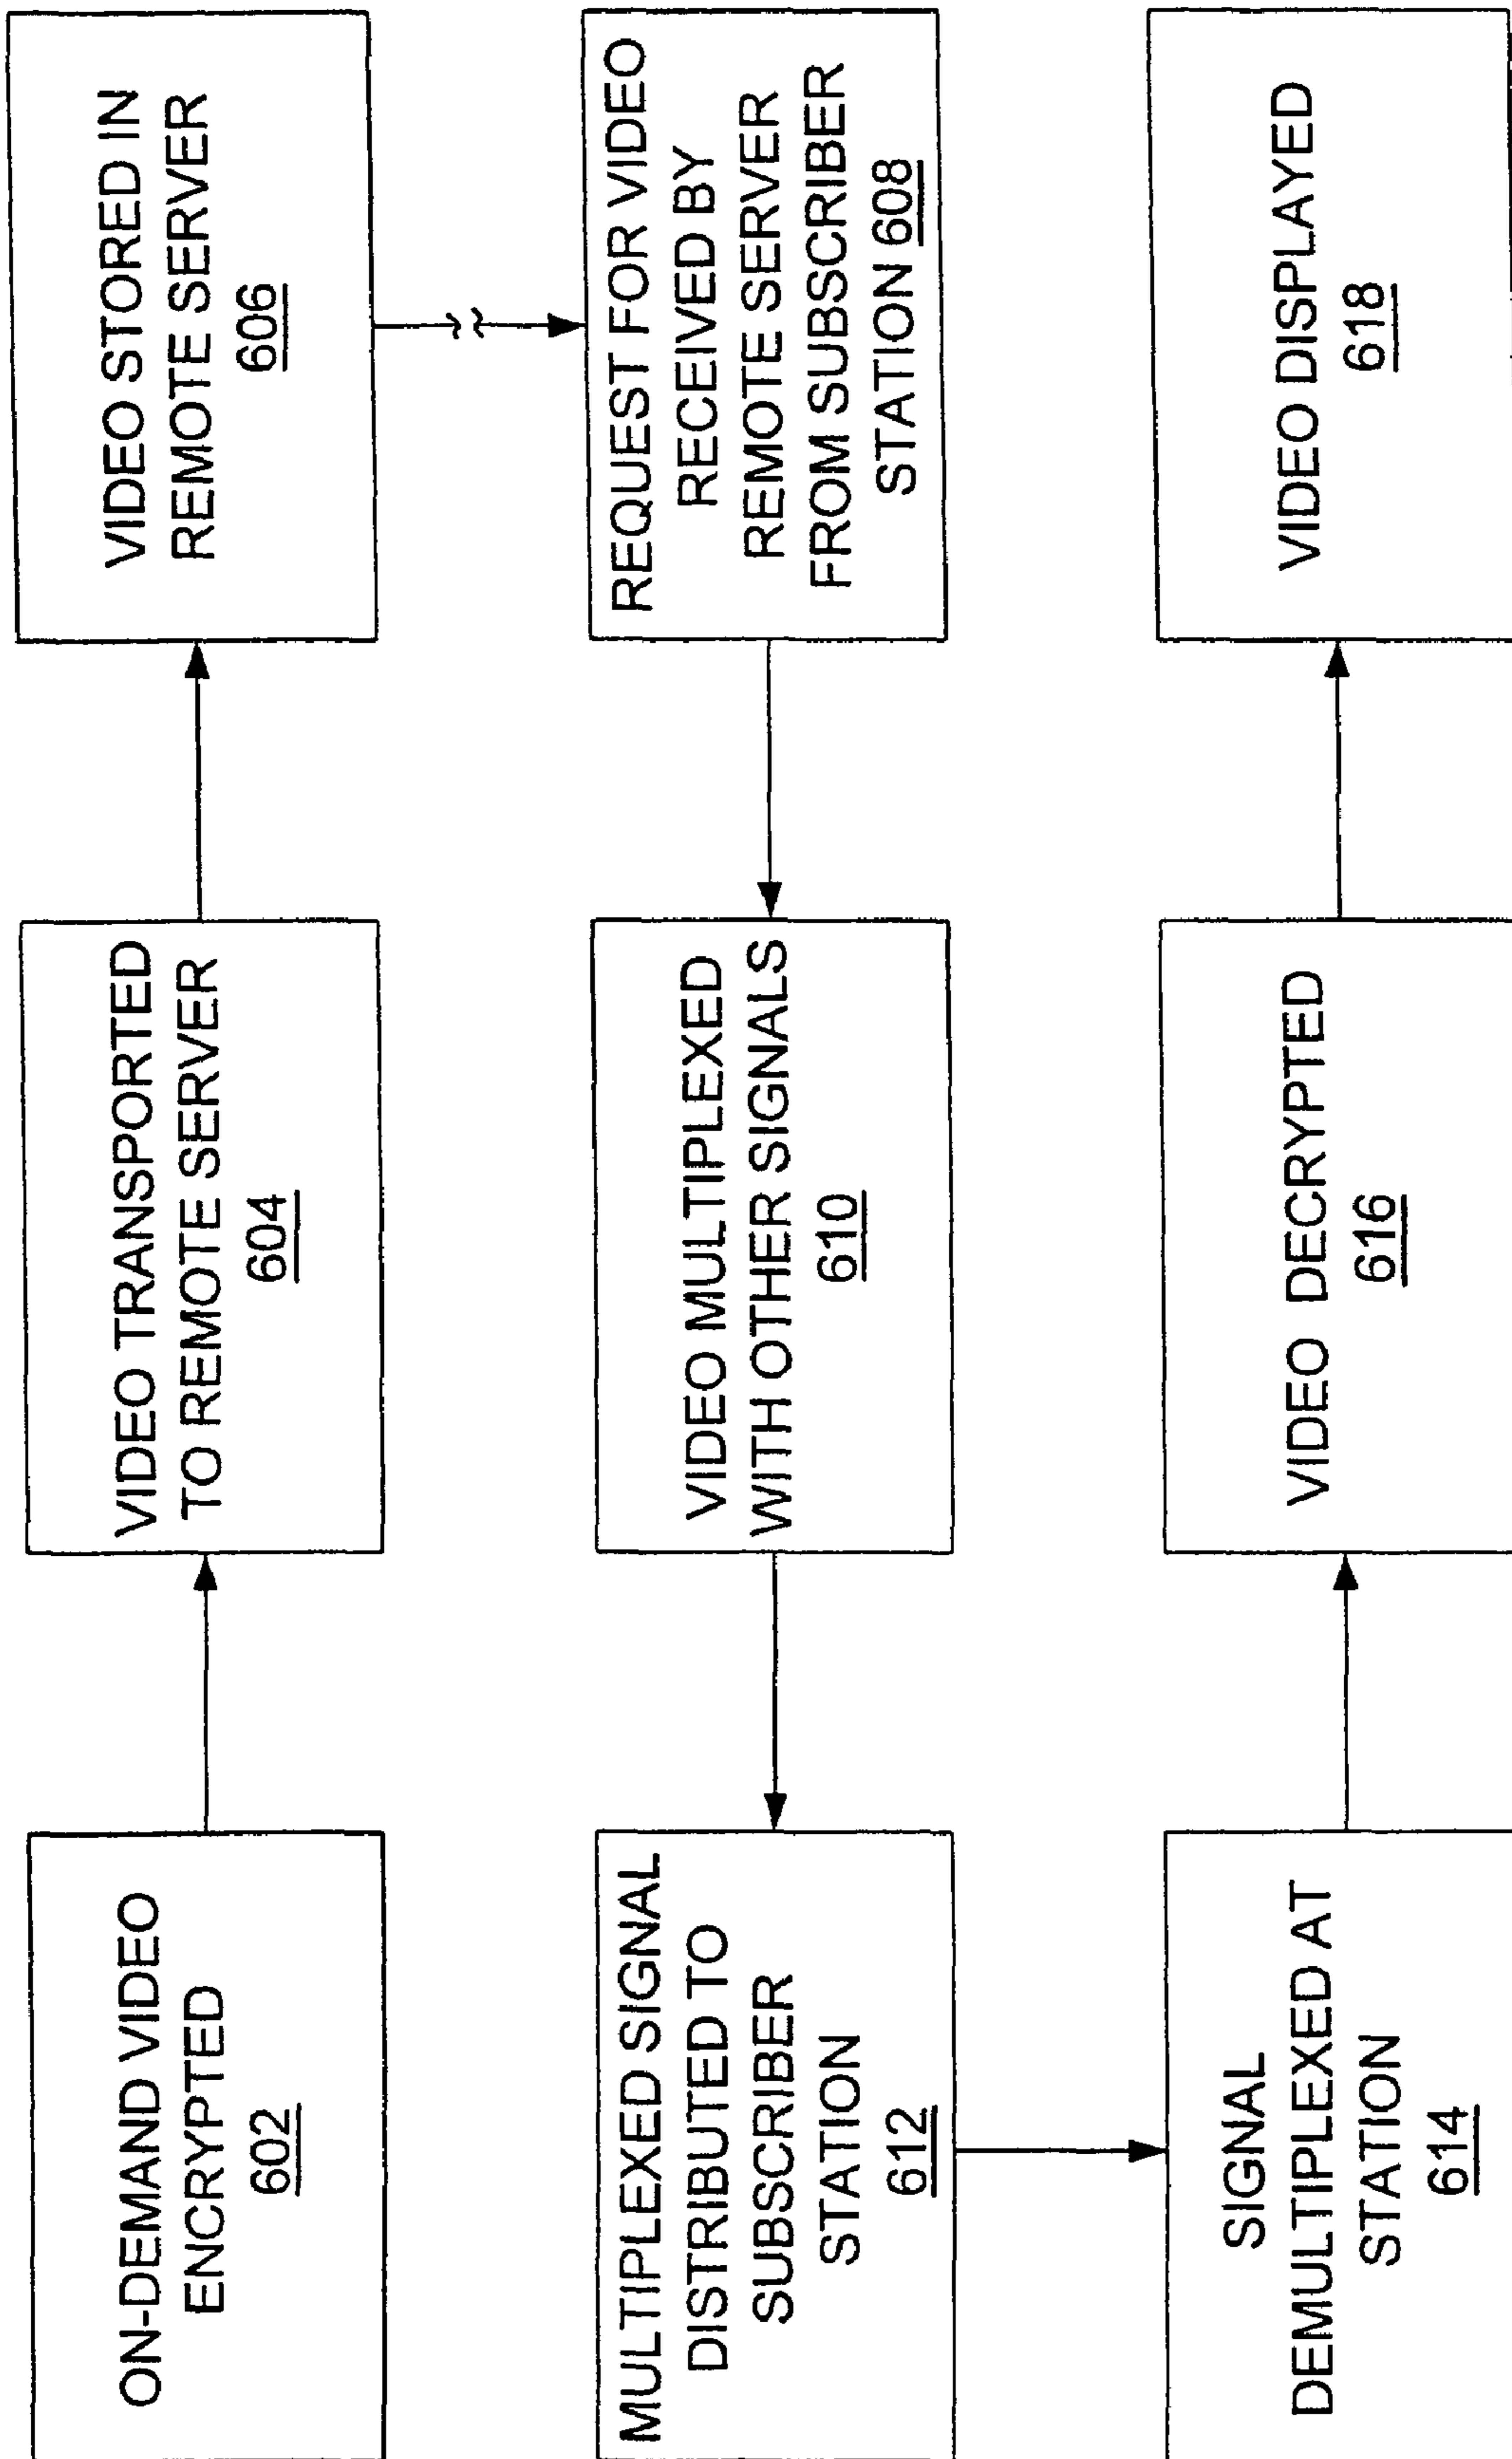 ON-DEMAND VIDEO
ENCRYPTED
602
VIDEO TRANSPORTED
TO REMOTE SERVER
604
VIDEO STORED IN
REMOTE SERVER
606
REQUEST FOR VIDEO
RECEIVED BY
REMOTE SERVER
FROM SUBSCRIBER
STATION 608
VIDEO MULTIPLEXED
WITH OTHER SIGNALS
610
MULTIPLEXED SIGNAL
DISTRIBUTED TO
SUBSCRIBER
STATION
612
SIGNAL
DEMULTIPLEXED AT
STATION
614
VIDEO DECRYPTED
616
VIDEO DISPLAYED
618